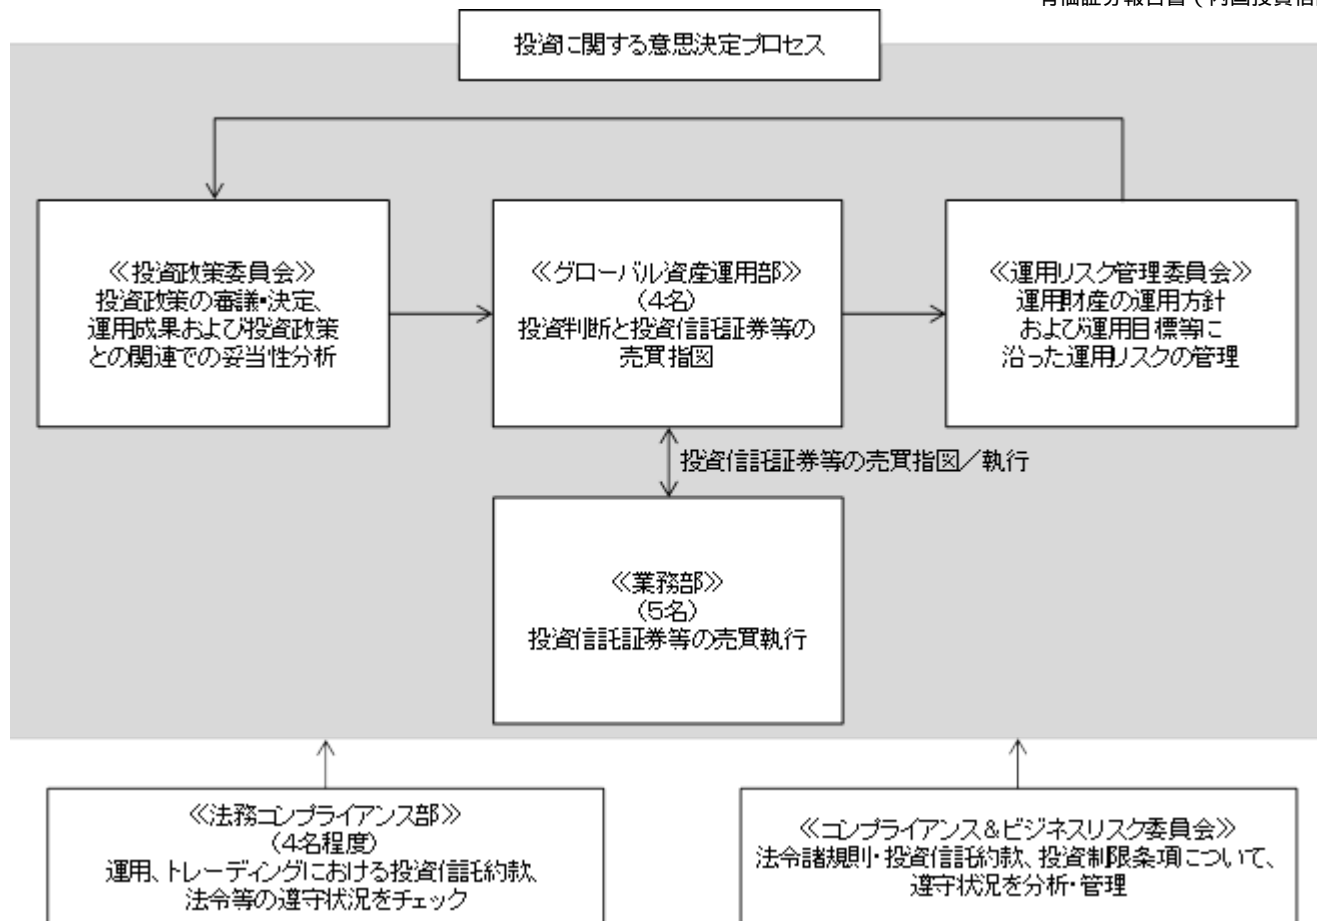 投資に関する意思決定プロセス
≪投資政策委員会≫
投資政策の審議・決定、
運用成果および投資政策
との関連での妥当性分析
≪グローバル資産運用部≫
(4名)
投資判断と投資信託証券等の
売買指図
≪運用リスク管理委員会≫
運用財産の運用方針
および運用目標等に
沿った運用リスクの管理
投資信託証券等の売買指図／執行
≪業務部≫
(5名)
投資信託証券等の売買執行
≪法務コンプライアンス部≫
(4名程度)
運用、トレーディングにおける投資信託約款、
法令等の遵守状況をチェック
≪コンプライアンス＆ビジネスリスク委員会≫
法令諸規則・投資信託約款、投資制限条項について、
遵守状況を分析・管理